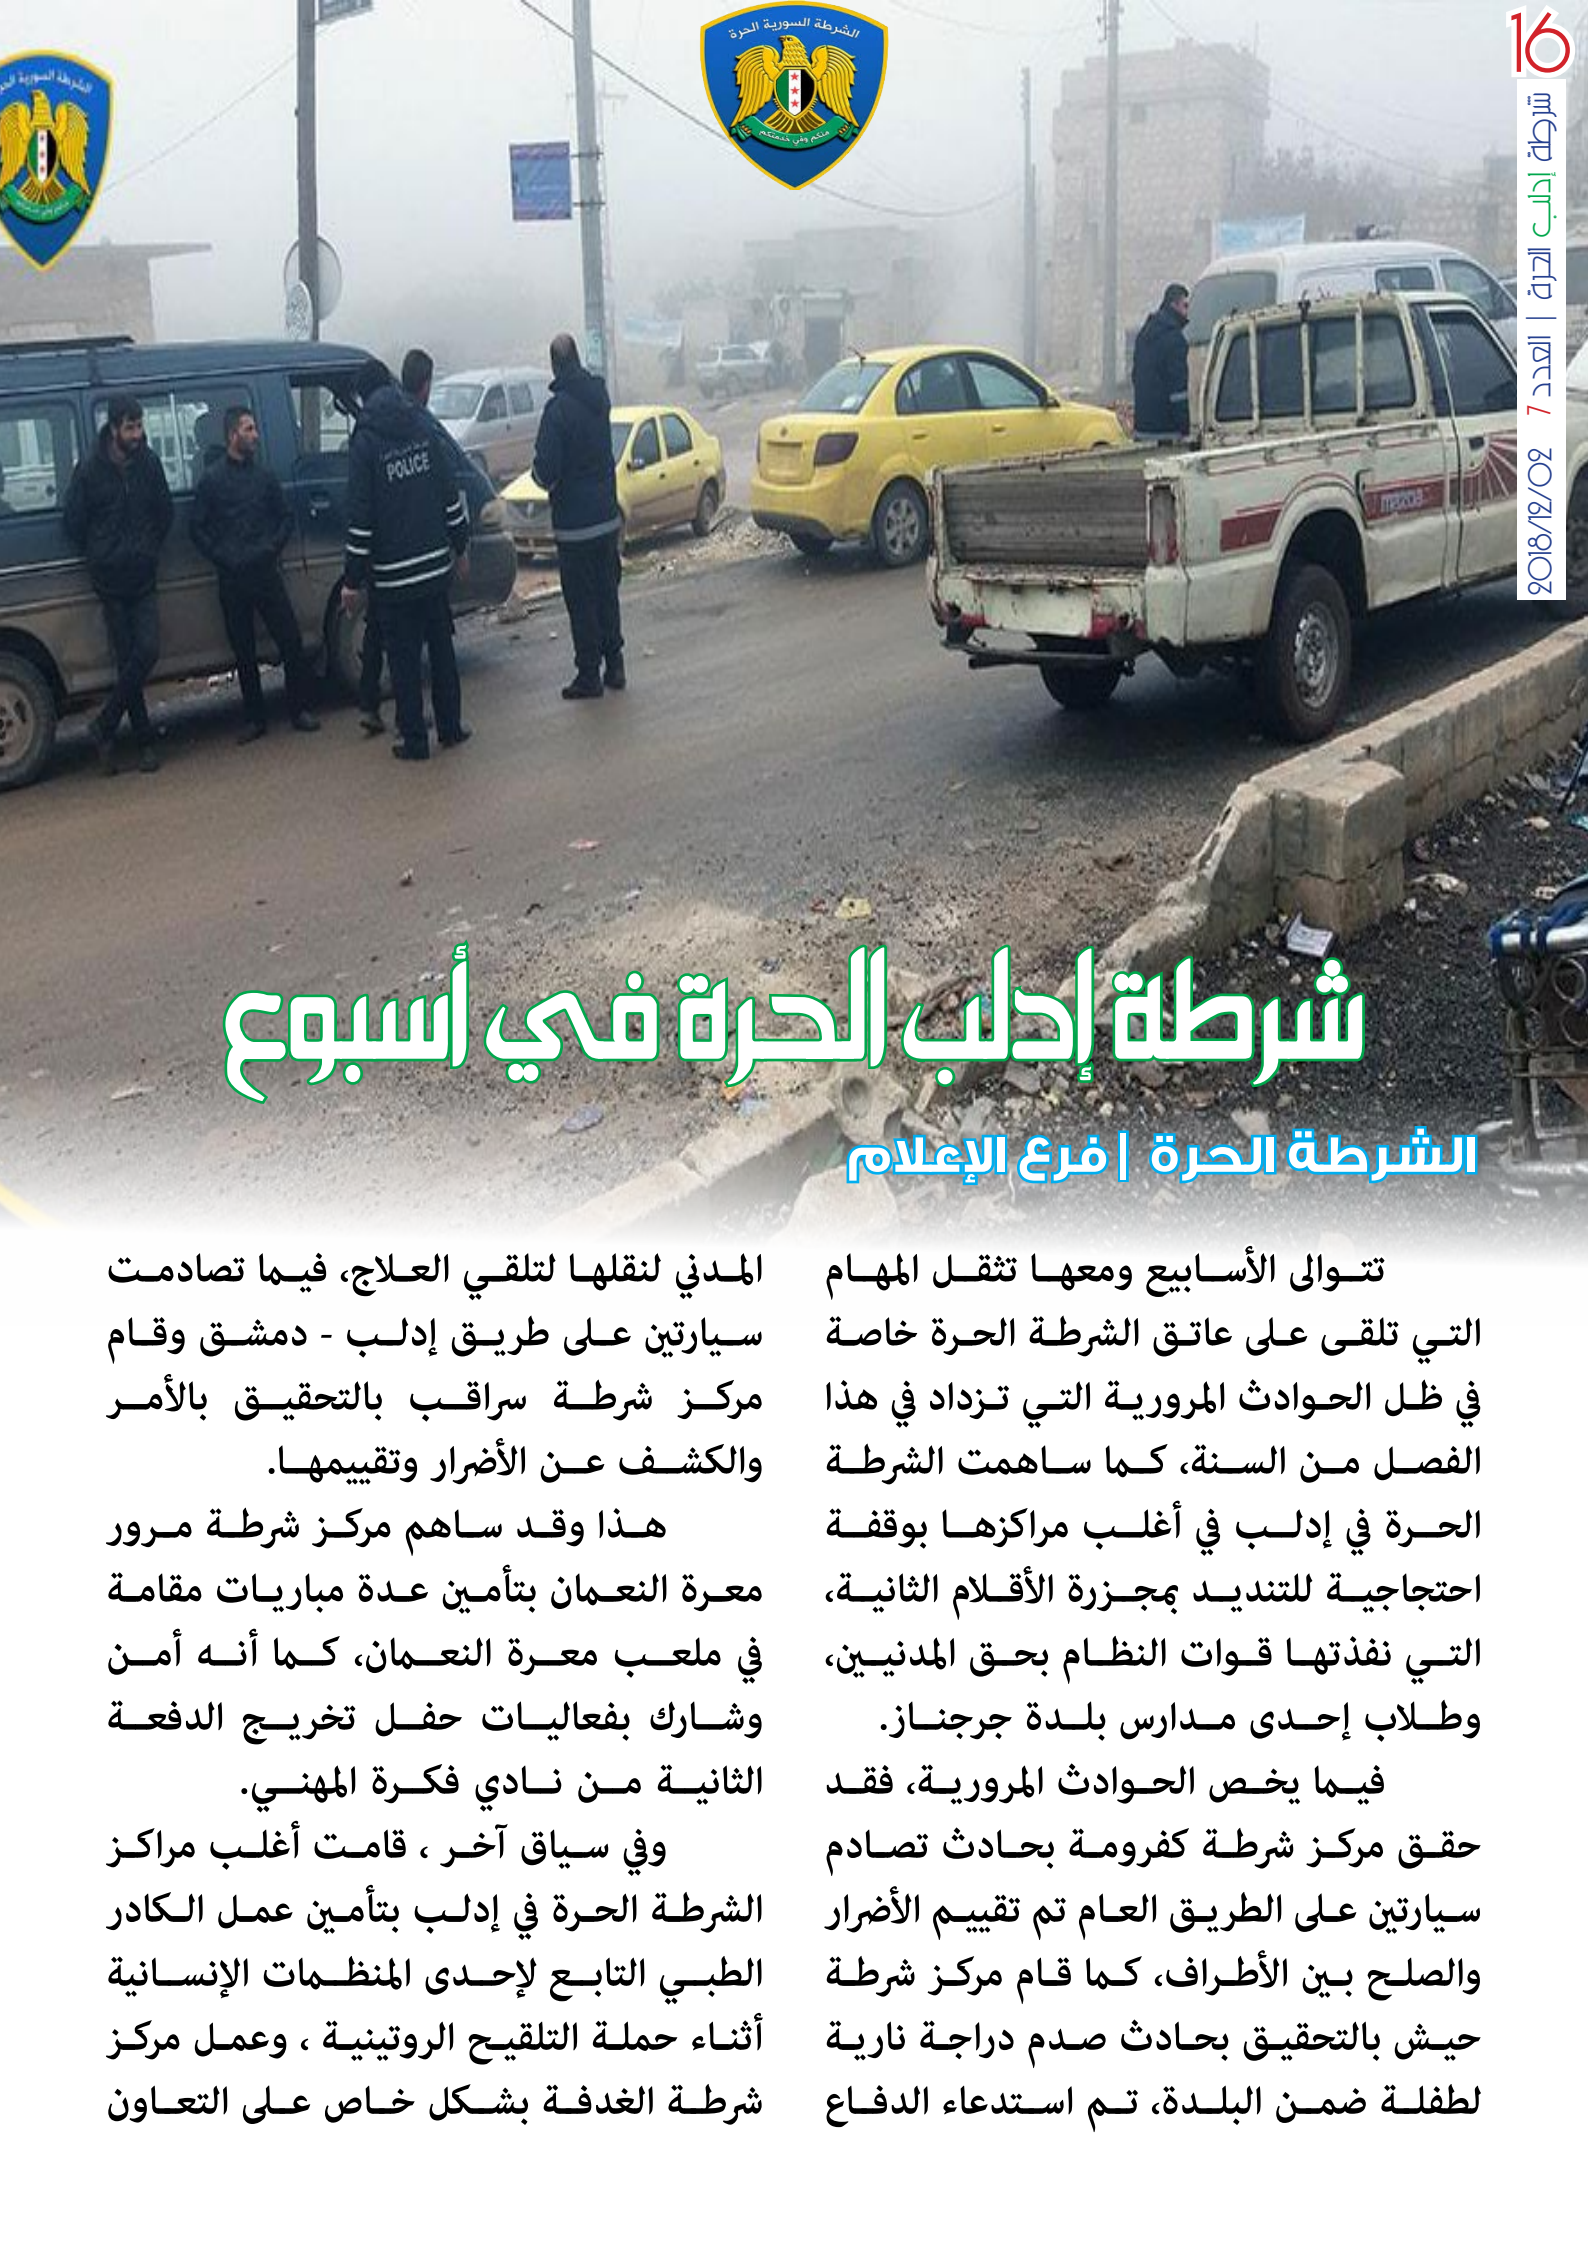 16
شرطة إدلب الحرة | العدد 7 2018/12/02
الشرطة السورية الحرة
منكم وفي خدمتكم
POLICE
mazda
شرطة إدلب الحرة في أسبوع
الشرطة الحرة | فرع الإعلام
تتوالى الأسابيع ومعها تثقل المهام
التي تلقى على عاتق الشرطة الحرة خاصة
في ظل الحوادث المرورية التي تزداد في هذا
الفصل من السنة، كما ساهمت الشرطة
الحرة في إدلب في أغلب مراكزها بوقفة
احتجاجية للتنديد بمجزرة الأقلام الثانية،
التي نفذتها قوات النظام بحق المدنيين،
وطلاب إحدى مدارس بلدة جرجناز.
فيما يخص الحوادث المرورية، فقد
حقق مركز شرطة كفرومة بحادث تصادم
سيارتين على الطريق العام تم تقييم الأضرار
والصلح بين الأطراف، كما قام مركز شرطة
حيش بالتحقيق بحادث صدم دراجة نارية
لطفلة ضمن البلدة، تم استدعاء الدفاع
المدني لنقلها لتلقي العلاج، فيما تصادمت
سيارتين على طريق إدلب - دمشق وقام
مركز شرطة سراقب بالتحقيق بالأمر
والكشف عن الأضرار وتقييمها.
هذا وقد ساهم مركز شرطة مرور
معرة النعمان بتأمين عدة مباريات مقامة
في ملعب معرة النعمان، كما أنه أمن
وشارك بفعاليات حفل تخريج الدفعة
الثانية من نادي فكرة المهني.
وفي سياق آخر ، قامت أغلب مراكز
الشرطة الحرة في إدلب بتأمين عمل الكادر
الطبي التابع لإحدى المنظمات الإنسانية
أثناء حملة التلقيح الروتينية ، وعمل مركز
شرطة الغدفة بشكل خاص على التعاون